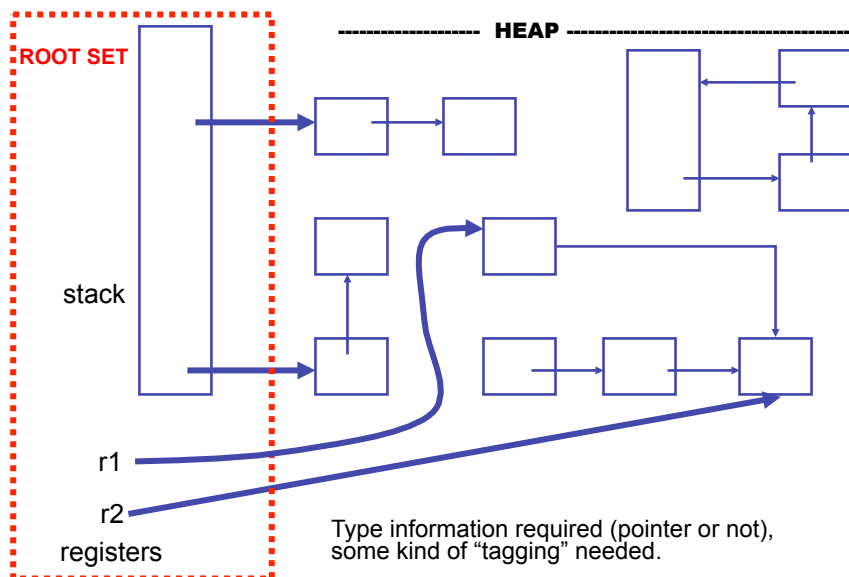 -------------------- HEAP ----------------------------------------
ROOT SET
stack
r1
r2
registers
Type information required (pointer or not),
some kind of “tagging” needed.